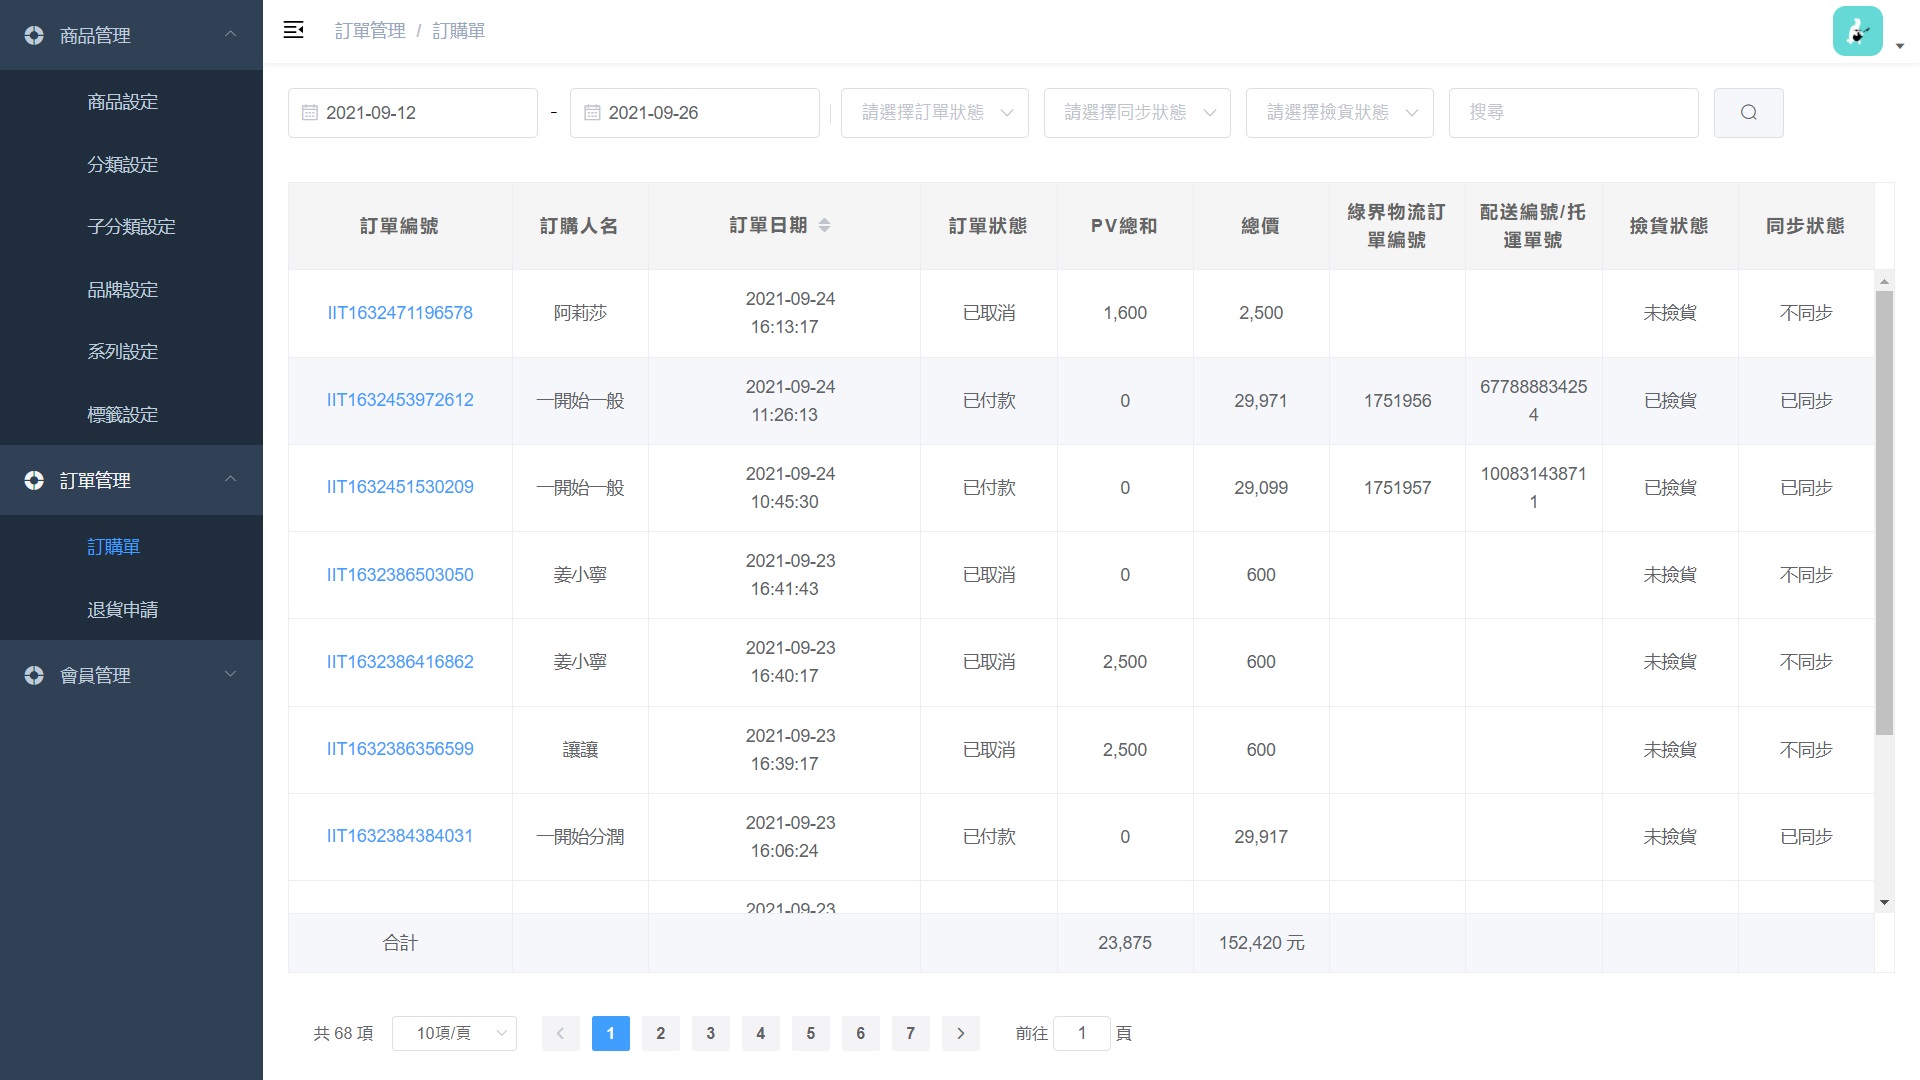 商品管理
商品設定
分類設定
子分類設定
品牌設定
系列設定
標籤設定
訂單管理
訂購單
退貨申請
會員管理
訂單管理 / 訂購單
2021-09-12 - 2021-09-26 請選擇訂單狀態 請選擇同步狀態 請選擇撿貨狀態 搜尋
訂單編號 訂購人名 訂單日期 訂單狀態 PV總和 總價 綠界物流訂 配送編號/托 撿貨狀態 同步狀態
單編號 運單號
IIT1632471196578 阿莉莎 2021-09-24 已取消 1,600 2,500 未撿貨 不同步
16:13:17
IIT1632453972612 一開始一般 2021-09-24 已付款 0 29,971 1751956 67788883425 已撿貨 已同步
11:26:13 4
IIT1632451530209 一開始一般 2021-09-24 已付款 0 29,099 1751957 10083143871 已撿貨 已同步
10:45:30 1
IIT1632386503050 姜小寧 2021-09-23 已取消 0 600 未撿貨 不同步
16:41:43
IIT1632386416862 姜小寧 2021-09-23 已取消 2,500 600 未撿貨 不同步
16:40:17
IIT1632386356599 讓讓 2021-09-23 已取消 2,500 600 未撿貨 不同步
16:39:17
IIT1632384384031 一開始分潤 2021-09-23 已付款 0 29,917 未撿貨 已同步
16:06:24
2021-09-23
合計 23,875 152,420 元
共 68 項 10項/頁 1 2 3 4 5 6 7 前往 1 頁